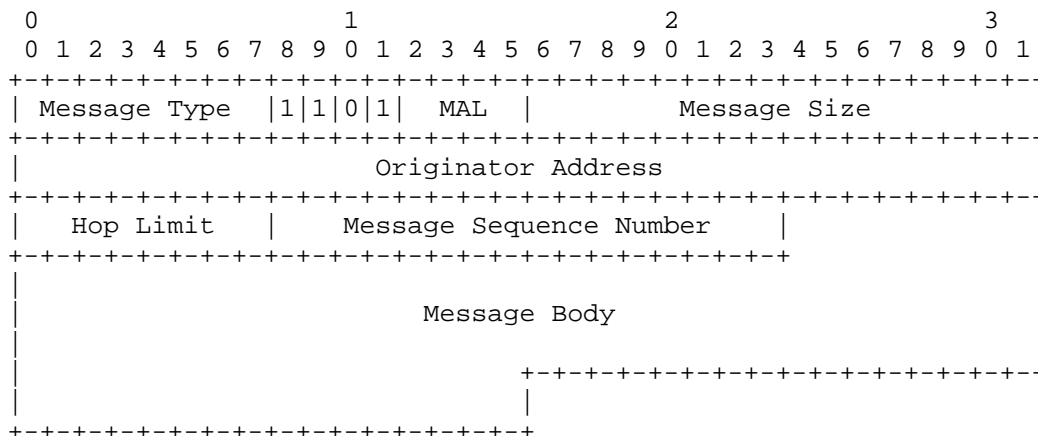 0                   1                   2                   3
 0 1 2 3 4 5 6 7 8 9 0 1 2 3 4 5 6 7 8 9 0 1 2 3 4 5 6 7 8 9 0 1
+-+-+-+-+-+-+-+-+-+-+-+-+-+-+-+-+-+-+-+-+-+-+-+-+-+-+-+-+-+-+-+--
| Message Type  |1|1|0|1|  MAL  |         Message Size
+-+-+-+-+-+-+-+-+-+-+-+-+-+-+-+-+-+-+-+-+-+-+-+-+-+-+-+-+-+-+-+--
|                      Originator Address
+-+-+-+-+-+-+-+-+-+-+-+-+-+-+-+-+-+-+-+-+-+-+-+-+-+-+-+-+-+-+-+--
|   Hop Limit   |    Message Sequence Number    |
+-+-+-+-+-+-+-+-+-+-+-+-+-+-+-+-+-+-+-+-+-+-+-+-+
|
|                         Message Body
|
|                               +-+-+-+-+-+-+-+-+-+-+-+-+-+-+-+--
|                               |
+-+-+-+-+-+-+-+-+-+-+-+-+-+-+-+-+